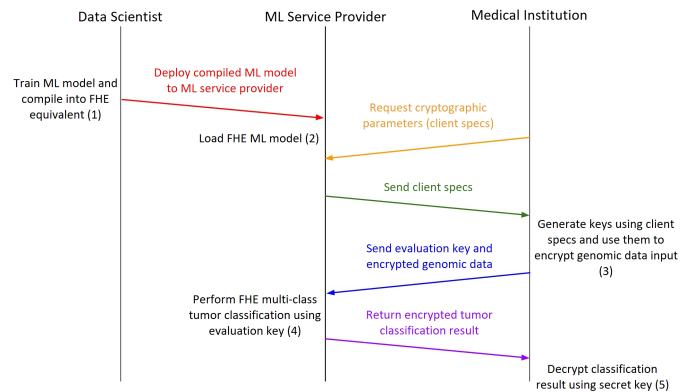 Data Scientist
ML Service Provider
Medical Institution
Train ML model and
compile into FHE
equivalent (1)
Deploy compiled ML model
to ML service provider
Request cryptographic
parameters (client specs)
Load FHE ML model (2)
Send client specs
Generate keys using client
specs and use them to
encrypt genomic data input
(3)
Send evaluation key and
encrypted genomic data
Perform FHE multi-class
tumor classification using
evaluation key (4)
Return encrypted tumor
classification result
Decrypt classification
result using secret key (5)